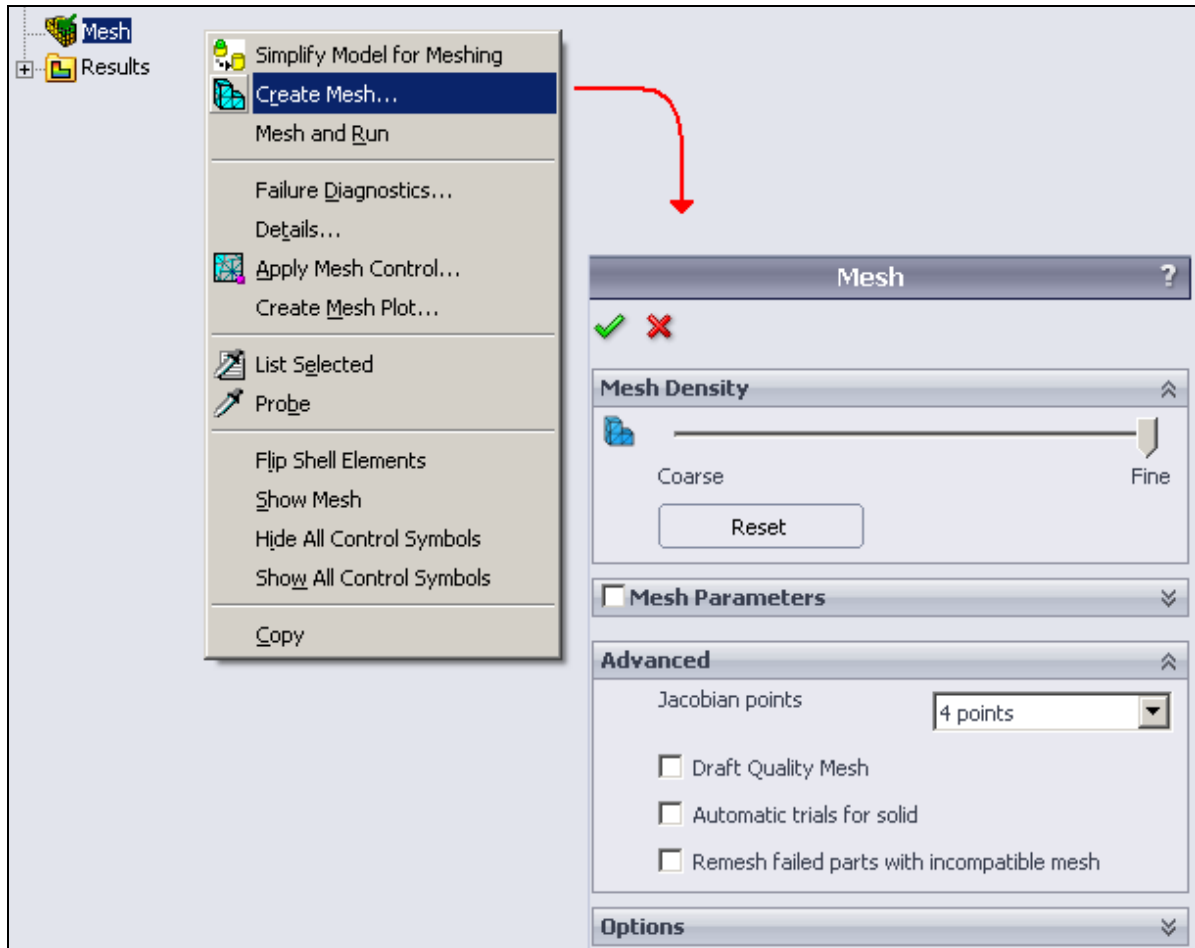 Mesh
Results
Simplify Model for Meshing
Create Mesh...
Mesh and Run
Failure Diagnostics...
Details...
Apply Mesh Control...
Create Mesh Plot...
List Selected
Probe
Flip Shell Elements
Show Mesh
Hide All Control Symbols
Show All Control Symbols
Copy
Mesh ?
Mesh Density
Coarse Fine
Reset
Mesh Parameters
Advanced
Jacobian points 4 points
Draft Quality Mesh
Automatic trials for solid
Remesh failed parts with incompatible mesh
Options